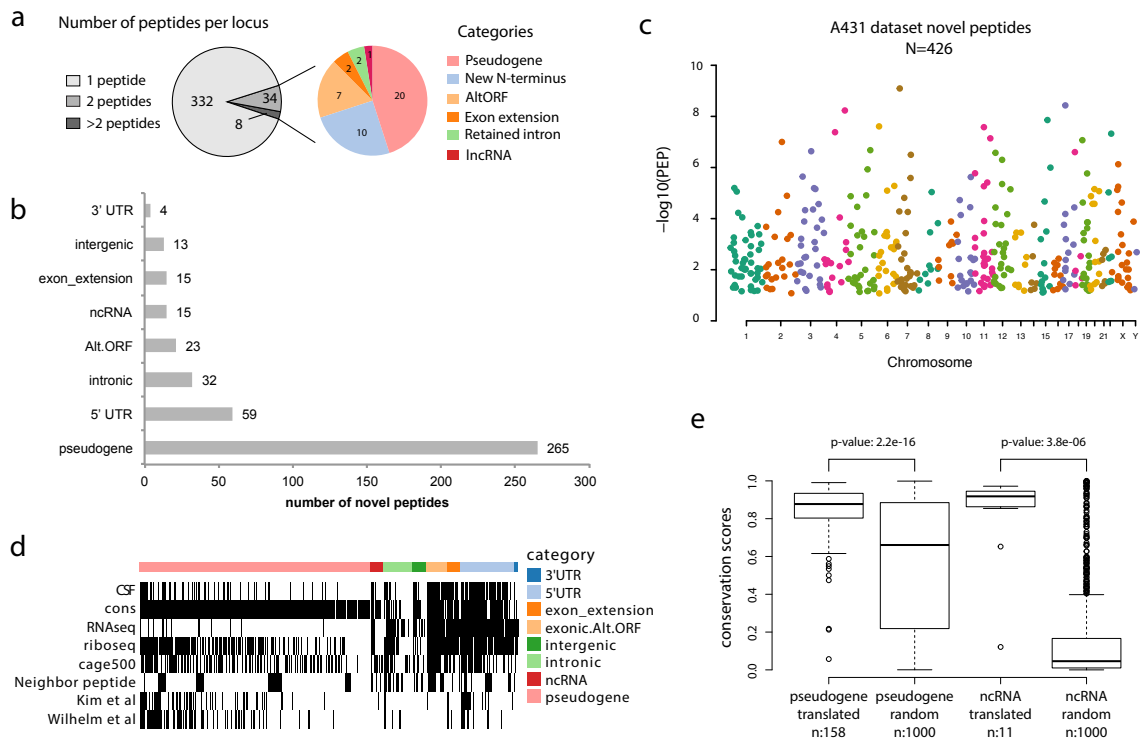 a
Number of peptides per locus
1 peptide
2 peptides
>2 peptides
332
34
8
20
10
7
2
2
1
Categories
Pseudogene
New N-terminus
AltORF
Exon extension
Retained intron
lncRNA
b
3' UTR
intergenic
exon_extension
ncRNA
Alt.ORF
intronic
5' UTR
pseudogene
4
13
15
15
23
32
59
265
0 50 100 150 200 250 300
number of novel peptides
c
A431 dataset novel peptides
N=426
10
8
6
4
2
0
−log10(PEP)
1 2 3 4 5 6 7 8 9 10 11 12 13 15 17 19 21 X Y
Chromosome
d
CSF
cons
RNAseq
riboseq
cage500
Neighbor peptide
Kim et al
Wilhelm et al
category
3'UTR
5'UTR
exon_extension
exonic.Alt.ORF
intergenic
intronic
ncRNA
pseudogene
e
p-value: 2.2e-16
p-value: 3.8e-06
conservation scores
1.0
0.8
0.6
0.4
0.2
0.0
pseudogene
translated
n:158
pseudogene
random
n:1000
ncRNA
translated
n:11
ncRNA
random
n:1000